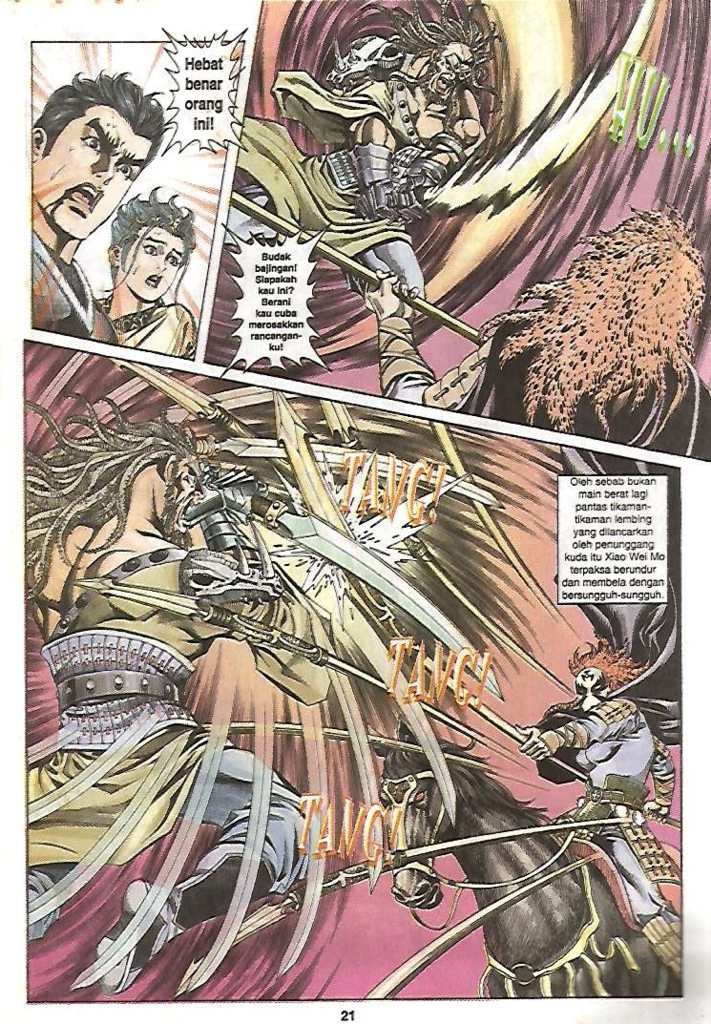 Hebat
benar
orang
ini!
HU...
Budak
bajingan!
Siapakah
kau ini?
Berani
kau cuba
merosakkan
rancangan-
ku!
TANG!
Oleh sebab bukan
main berat lagi
pantas tikaman-
tikaman lembing
yang dilancarkan
oleh penunggang
kuda itu Xiao Wei Mo
terpaksa berundur
dan membela dengan
bersungguh-sungguh.
TANG!
TANG!
21